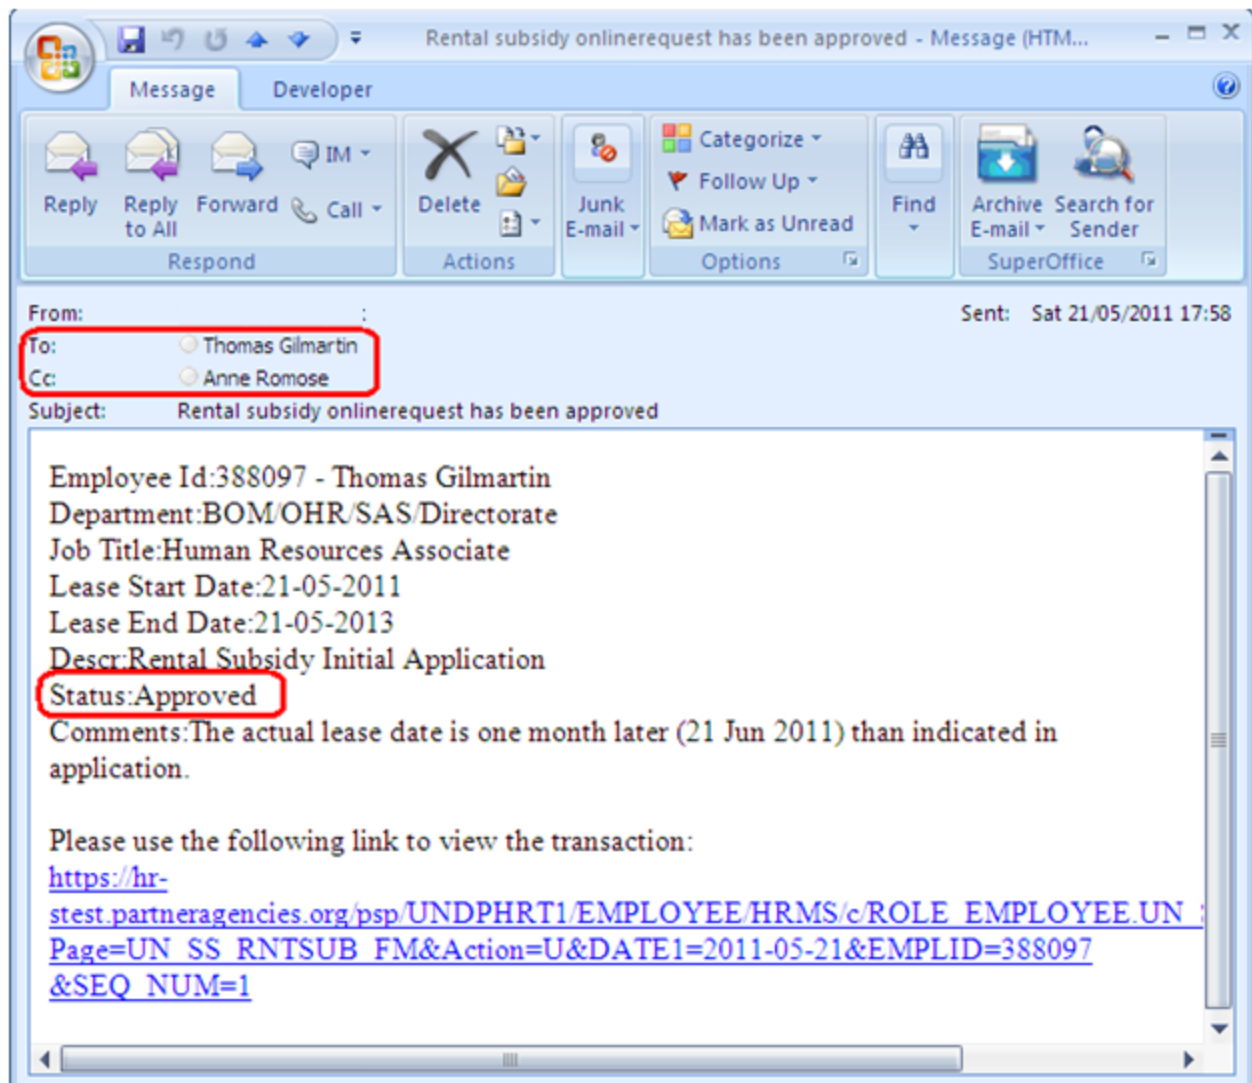 Rental subsidy onlinerequest has been approved - Message (HTM...
Message Developer
Reply
Reply to All
Forward
IM
Call
Respond
Delete
Actions
Junk E-mail
Categorize
Follow Up
Mark as Unread
Options
Find
Archive E-mail
Search for Sender
SuperOffice
From: :
Sent: Sat 21/05/2011 17:58
To: Thomas Gilmartin
Cc: Anne Romose
Subject: Rental subsidy onlinerequest has been approved
Employee Id:388097 - Thomas Gilmartin
Department:BOM/OHR/SAS/Directorate
Job Title:Human Resources Associate
Lease Start Date:21-05-2011
Lease End Date:21-05-2013
Descr:Rental Subsidy Initial Application
Status:Approved
Comments:The actual lease date is one month later (21 Jun 2011) than indicated in
application.
Please use the following link to view the transaction:
https://hr-
stest.partneragencies.org/psp/UNDPHRT1/EMPLOYEE/HRMS/c/ROLE_EMPLOYEE.UN_
Page=UN_SS_RNTSUB_FM&Action=U&DATE1=2011-05-21&EMPLID=388097
&SEQ_NUM=1